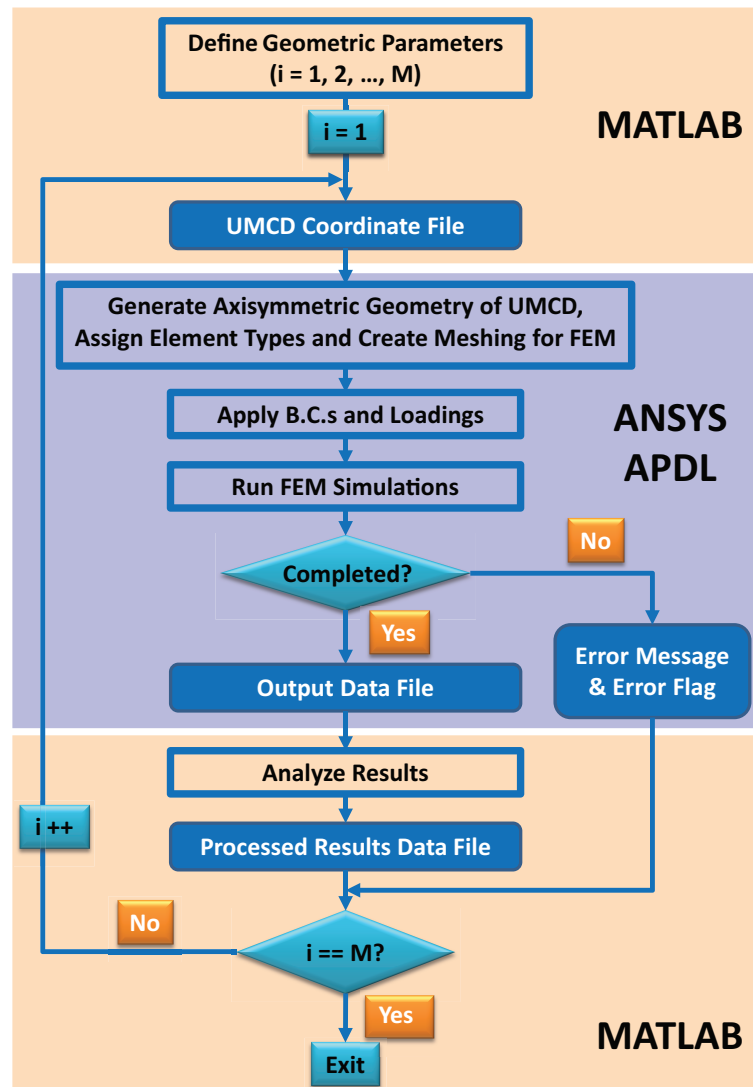 Define Geometric Parameters
(i = 1, 2, ..., M)
MATLAB
i = 1
UMCD Coordinate File
Generate Axisymmetric Geometry of UMCD,
Assign Element Types and Create Meshing for FEM
Apply B.C.s and Loadings
ANSYS
APDL
Run FEM Simulations
No
Completed?
Yes
Error Message
& Error Flag
Output Data File
Analyze Results
i ++
Processed Results Data File
No
i == M?
Yes
MATLAB
Exit